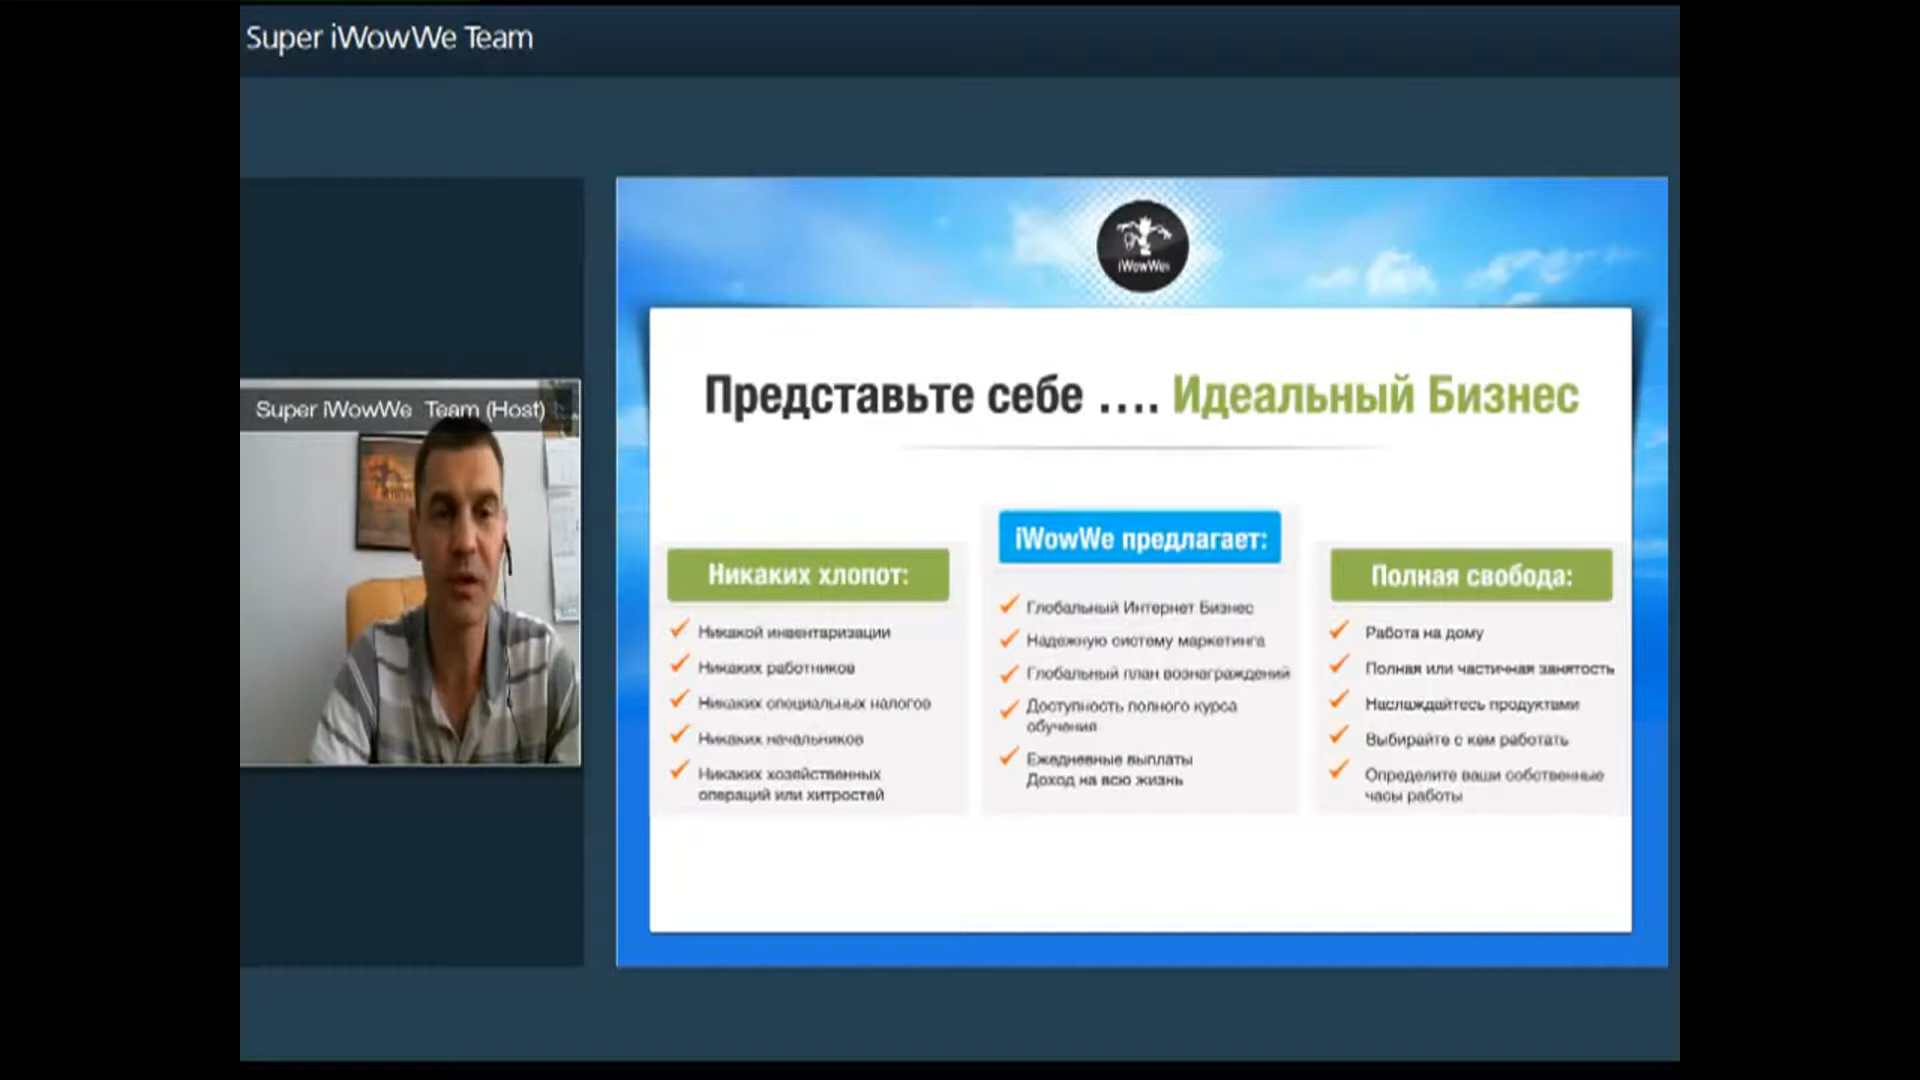 Super iWowWe Team
Super iWowWe Team (Host)
iWowWe
Представьте себе .... Идеальный Бизнес
Никаких хлопот:
Никакой инвентаризации
Никаких работников
Никаких специальных налогов
Никаких начальников
Никаких хозяйственных
операций или хитростей
iWowWe предлагает:
Глобальный Интернет Бизнес
Надежную систему маркетинга
Глобальный план вознаграждений
Доступность полного курса
обучения
Ежедневные выплаты
Доход на всю жизнь
Полная свобода:
Работа на дому
Полная или частичная занятость
Наслаждайтесь продуктами
Выбирайте с кем работать
Определите ваши собственные
часы работы